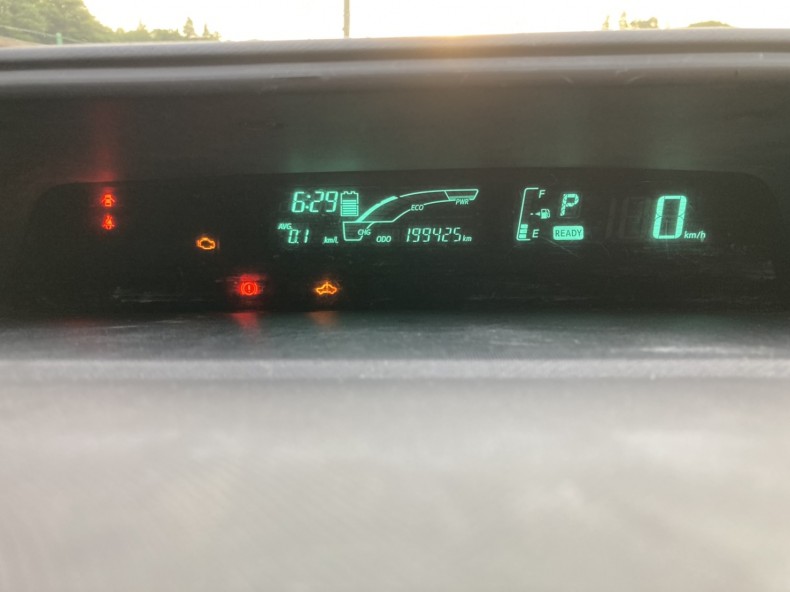 6:29
AVG
0.1 km/L
CHG
ECO
PWR
ODO 199425 km
F
E
P
READY
0 km/h